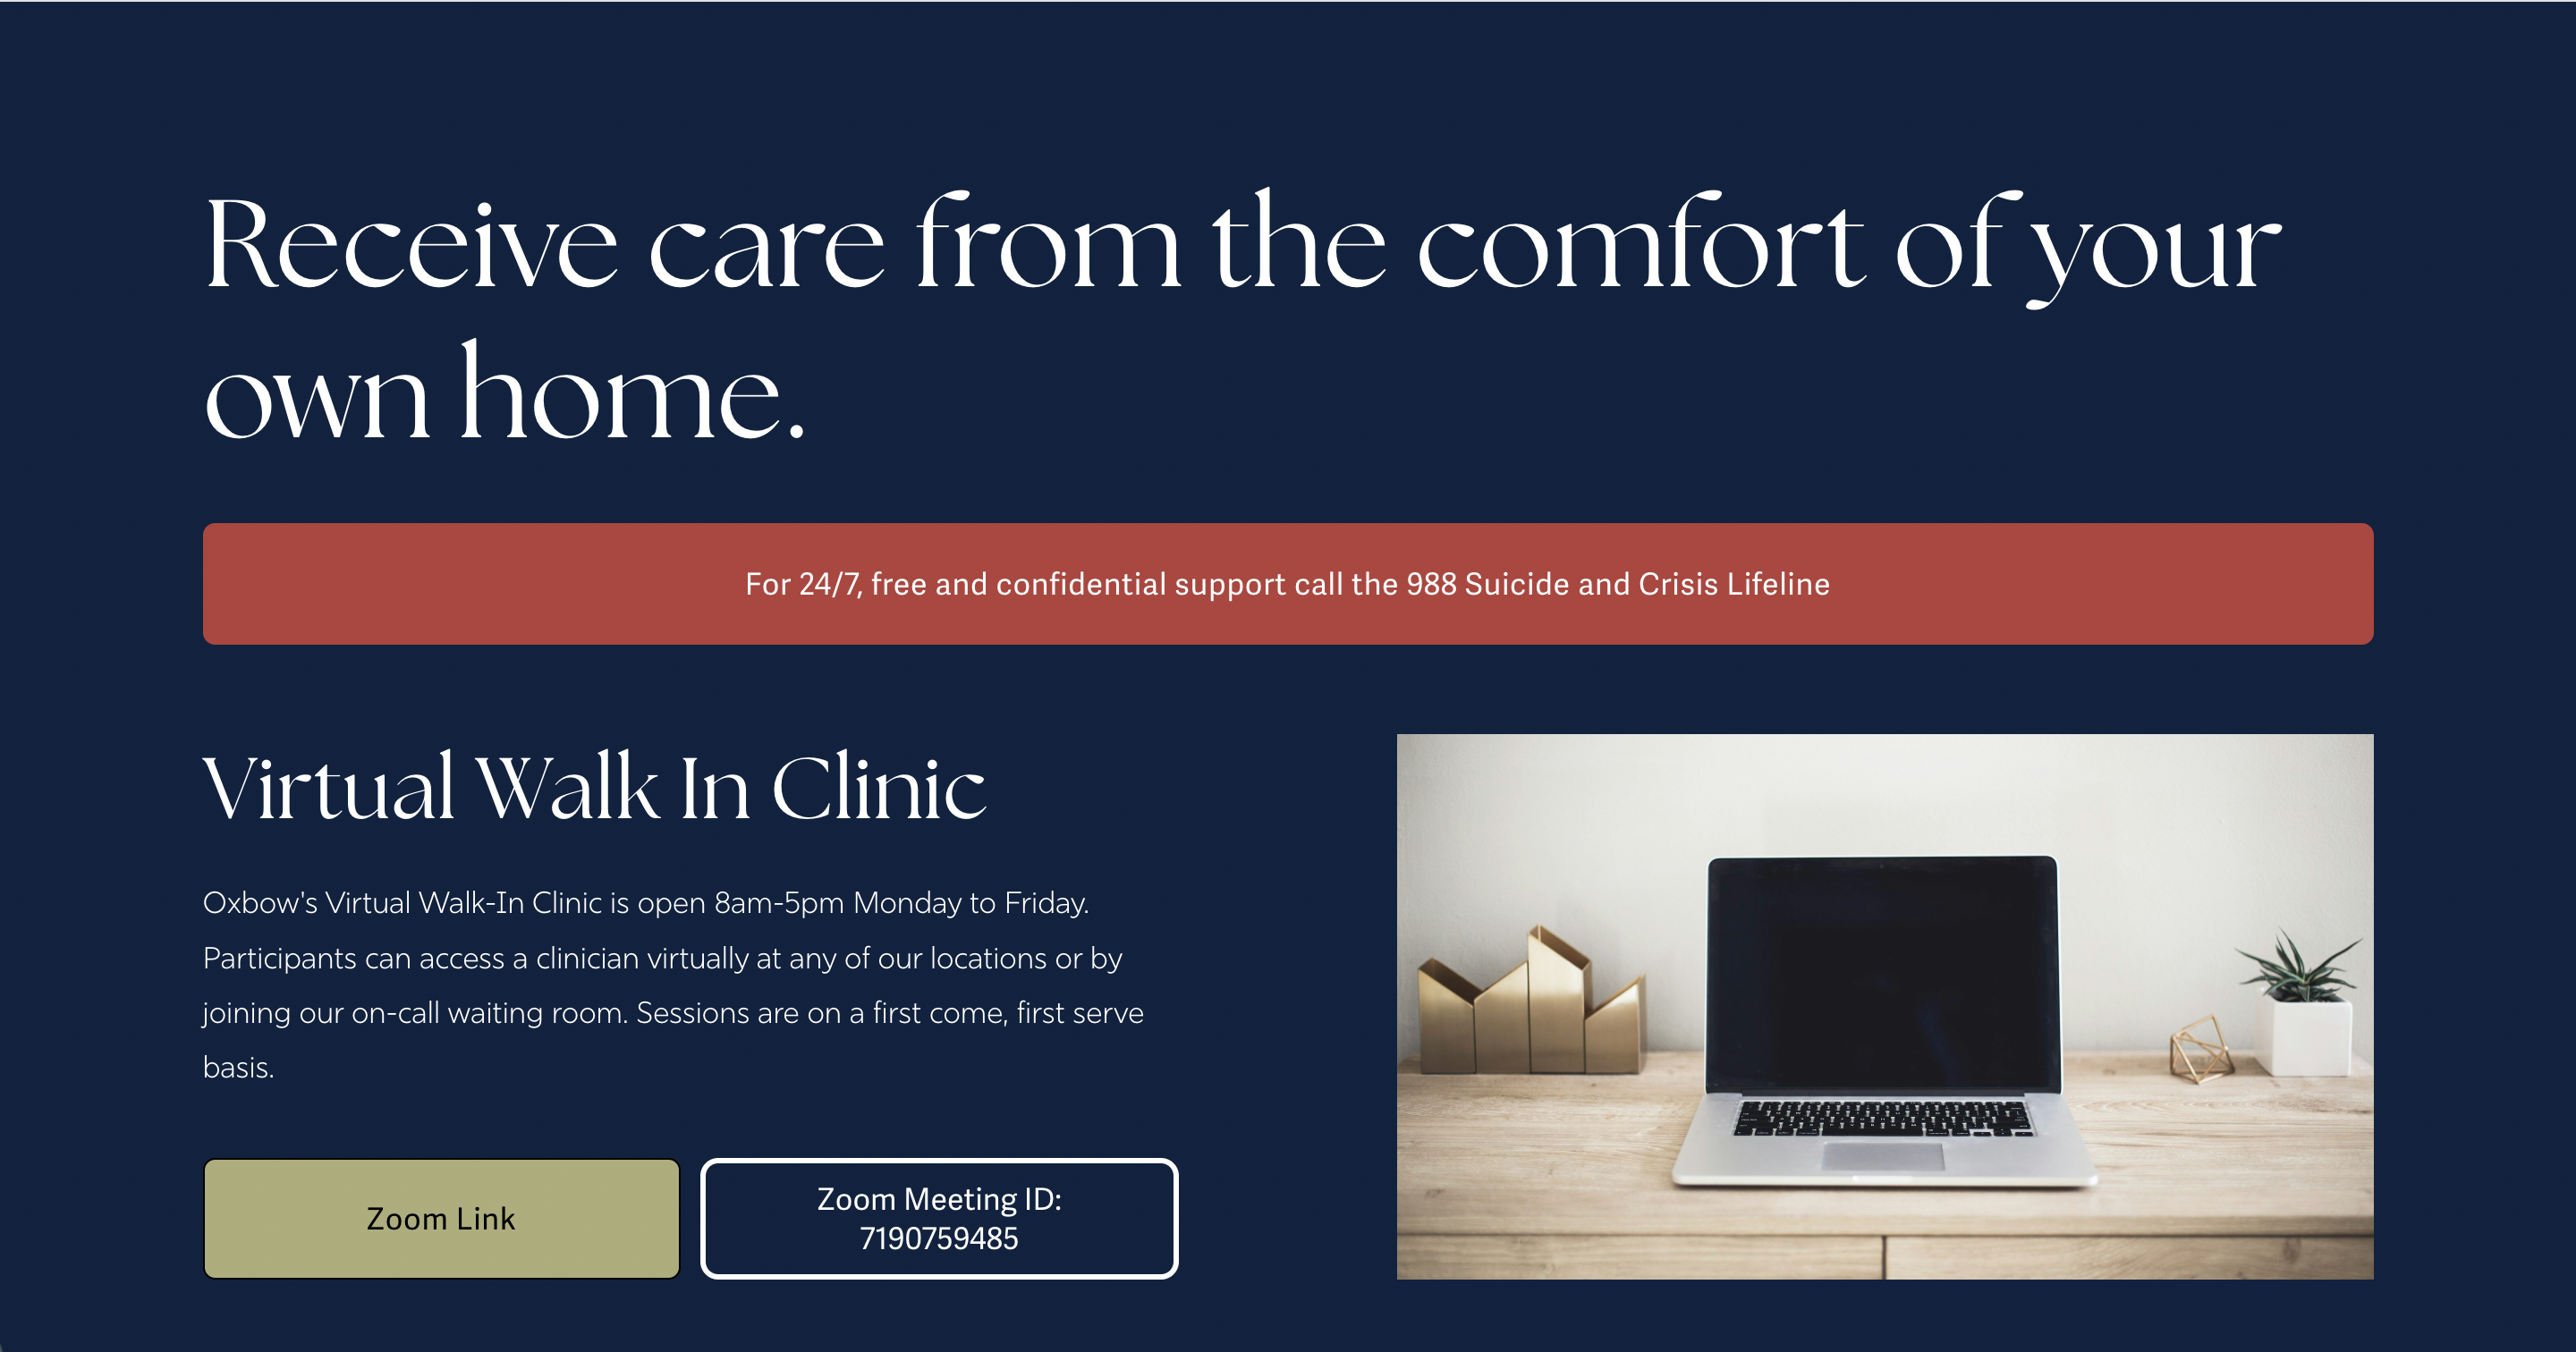 Receive care from the comfort of your
own home.
For 24/7, free and confidential support call the 988 Suicide and Crisis Lifeline
Virtual Walk In Clinic
Oxbow's Virtual Walk-In Clinic is open 8am-5pm Monday to Friday.
Participants can access a clinician virtually at any of our locations or by
joining our on-call waiting room. Sessions are on a first come, first serve
basis.
Zoom Link
Zoom Meeting ID:
7190759485